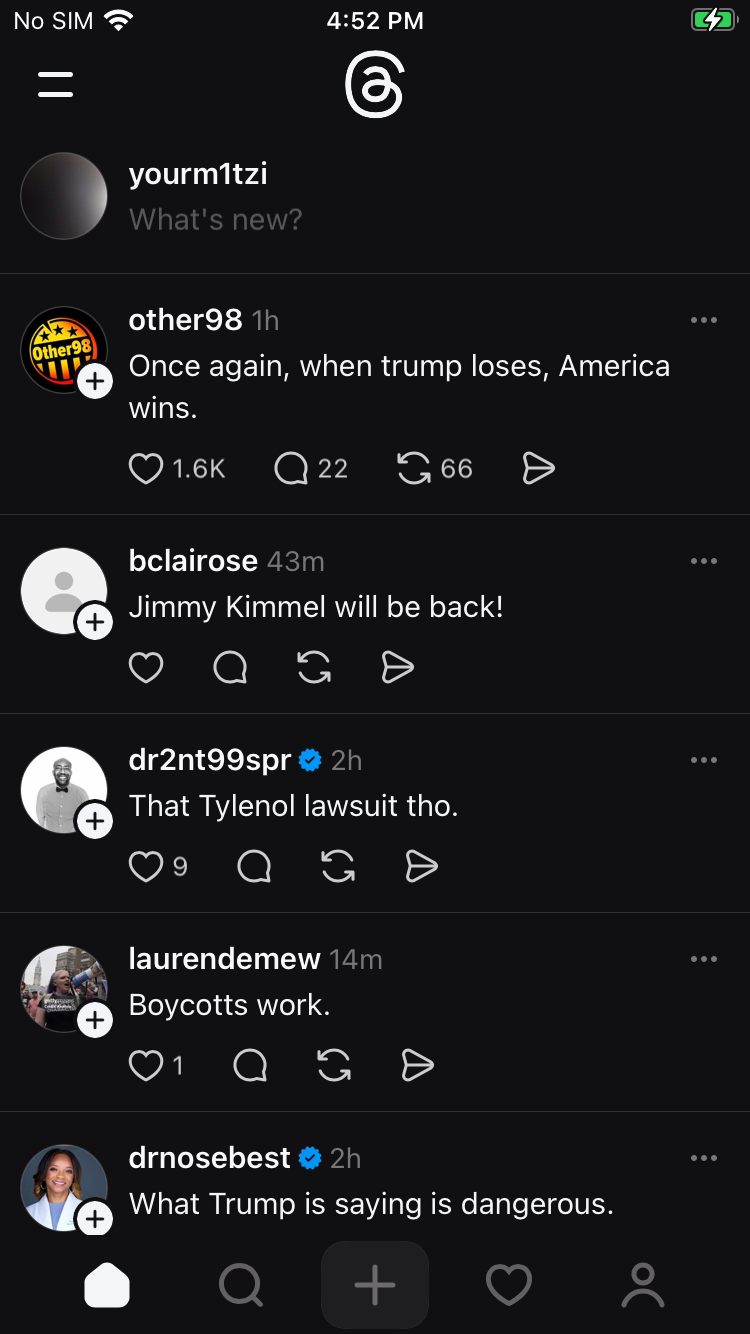 No SIM 4:52 PM
yourm1tzi
What's new?
other98 1h
Other98
Once again, when trump loses, America
wins.
1.6K 22 66
bclairose 43m
Jimmy Kimmel will be back!
dr2nt99spr 2h
That Tylenol lawsuit tho.
9
laurendemew 14m
Boycotts work.
1
drnosebest 2h
What Trump is saying is dangerous.